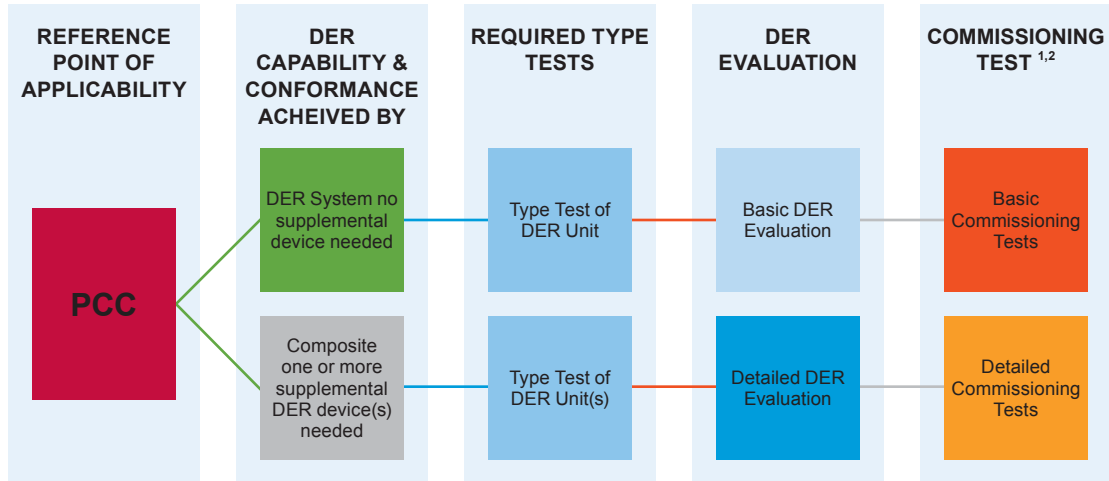 REFERENCE
POINT OF
APPLICABILITY
DER
CAPABILITY &
CONFORMANCE
ACHEIVED BY
REQUIRED TYPE
TESTS
DER
EVALUATION
COMMISSIONING
TEST 1,2
PCC
DER System no
supplemental
device needed
Type Test of
DER Unit
Basic DER
Evaluation
Basic
Commissioning
Tests
Composite
one or more
supplemental
DER device(s)
needed
Type Test of
DER Unit(s)
Detailed DER
Evaluation
Detailed
Commissioning
Tests